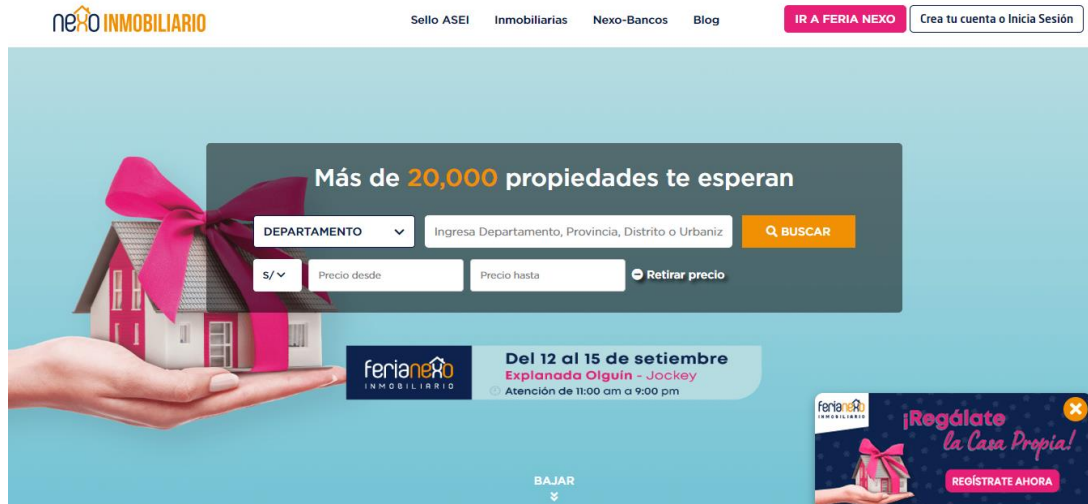 nexo INMOBILIARIO
Sello ASEI
Inmobiliarias
Nexo-Bancos
Blog
IR A FERIA NEXO
Crea tu cuenta o Inicia Sesión
Más de 20,000 propiedades te esperan
DEPARTAMENTO
Ingresa Departamento, Provincia, Distrito o Urbaniz
BUSCAR
S/
Precio desde
Precio hasta
Retirar precio
ferianexo
INMOBILIARIO
Del 12 al 15 de setiembre
Explanada Olguín - Jockey
Atención de 11:00 am a 9:00 pm
ferianexo
INMOBILIARIO
¡Regálate
la Casa Propia!
REGÍSTRATE AHORA
BAJAR